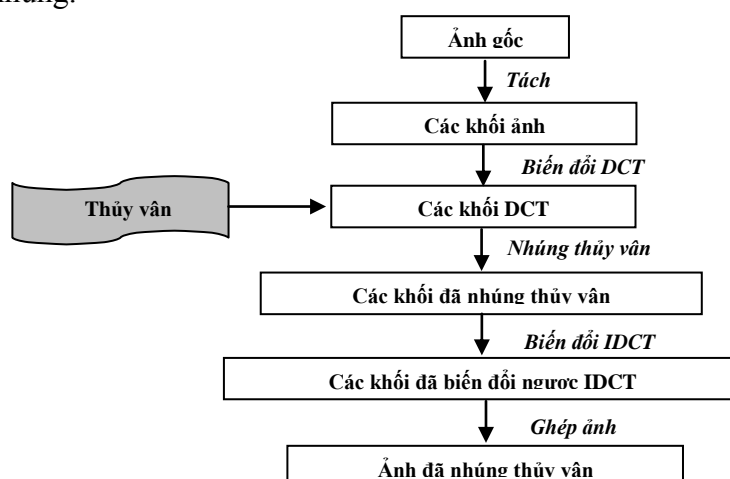 Ảnh gốc
Tách
Các khối ảnh
Biến đổi DCT
Thủy vân
Các khối DCT
Nhúng thủy vân
Các khối đã nhúng thủy vân
Biến đổi IDCT
Các khối đã biến đổi ngược IDCT
Ghép ảnh
Ảnh đã nhúng thủy vân